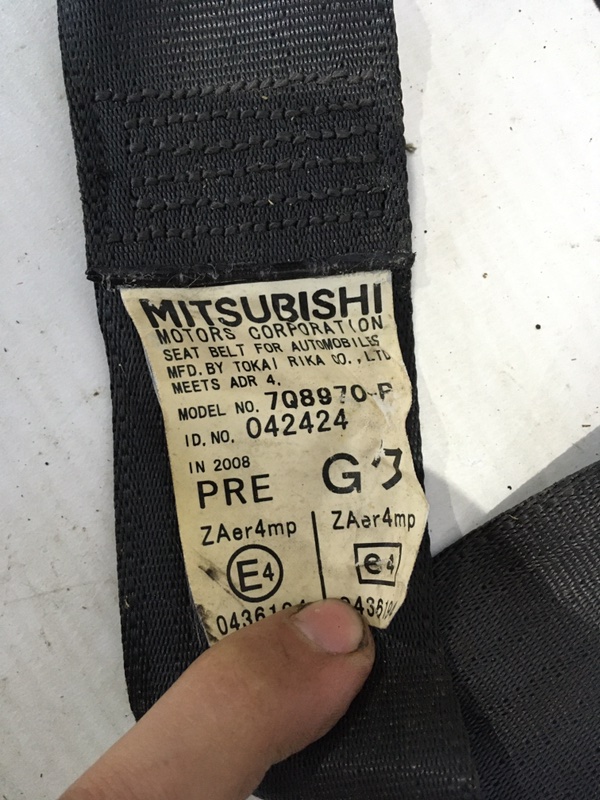 MITSUBISHI
MOTORS CORPORATION
SEAT BELT FOR AUTOMOBILES
MFD. BY TOKAI RIKA CO., LTD
MEETS ADR 4.
MODEL NO. 7Q8970-P
ID. NO. 042424
IN 2008
PRE
ZAer4mp ZAer4mp
E4 e4